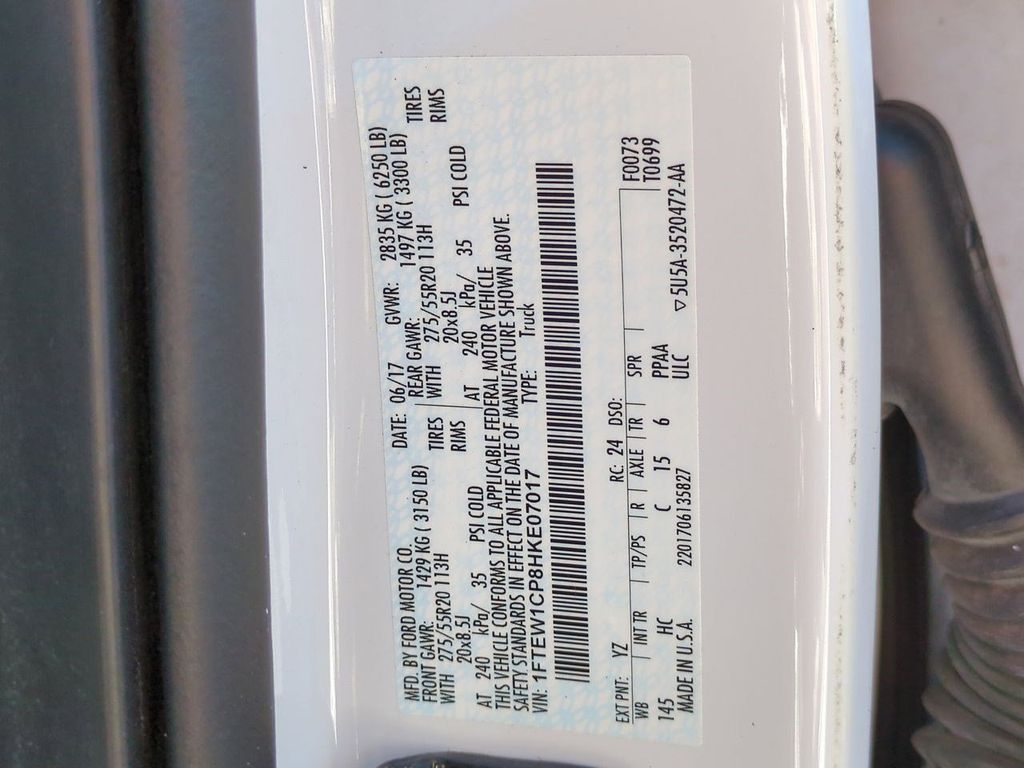 MFD. BY FORD MOTOR CO. DATE: 06/17 GVWR: 2835 KG ( 6250 LB)
FRONT GAWR: 1429 KG ( 3150 LB) REAR GAWR: 1497 KG ( 3300 LB)
WITH 275/55R20 113H TIRES WITH 275/55R20 113H TIRES
20x8.5J RIMS 20x8.5J RIMS
AT 240 kPa/ 35 PSI COLD AT 240 kPa/ 35 PSI COLD
THIS VEHICLE CONFORMS TO ALL APPLICABLE FEDERAL MOTOR VEHICLE
SAFETY STANDARDS IN EFFECT ON THE DATE OF MANUFACTURE SHOWN ABOVE.
VIN: 1FTEW1CP8HKE07017 TYPE: Truck
EXT PNT: YZ RC: 24 DSO: F0073
WB INT TR TP/PS R AXLE TR SPR T0699
145 HC C 15 6 PPAA
MADE IN U.S.A. 2201706135827 ULC
▽5U5A-3520472-AA